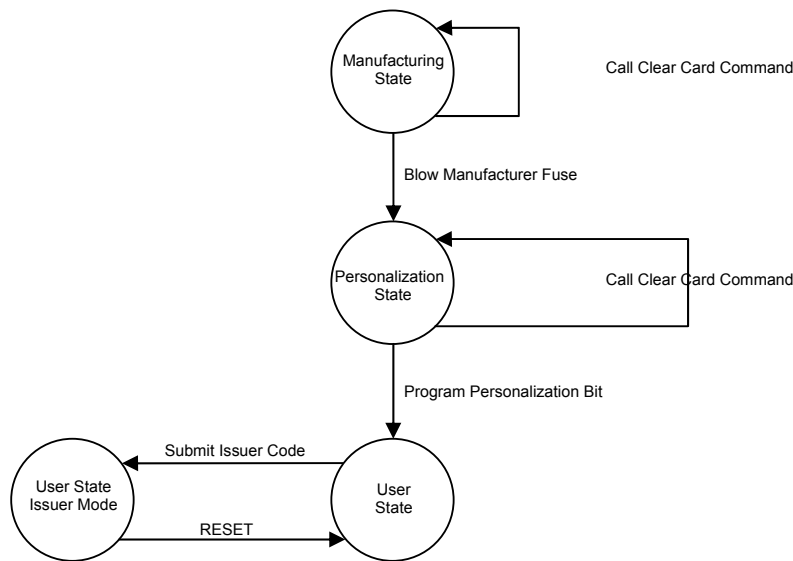 Manufacturing
State
Call Clear Card Command
Blow Manufacturer Fuse
Personalization
State
Call Clear Card Command
Program Personalization Bit
Submit Issuer Code
User State
Issuer Mode
User
State
RESET